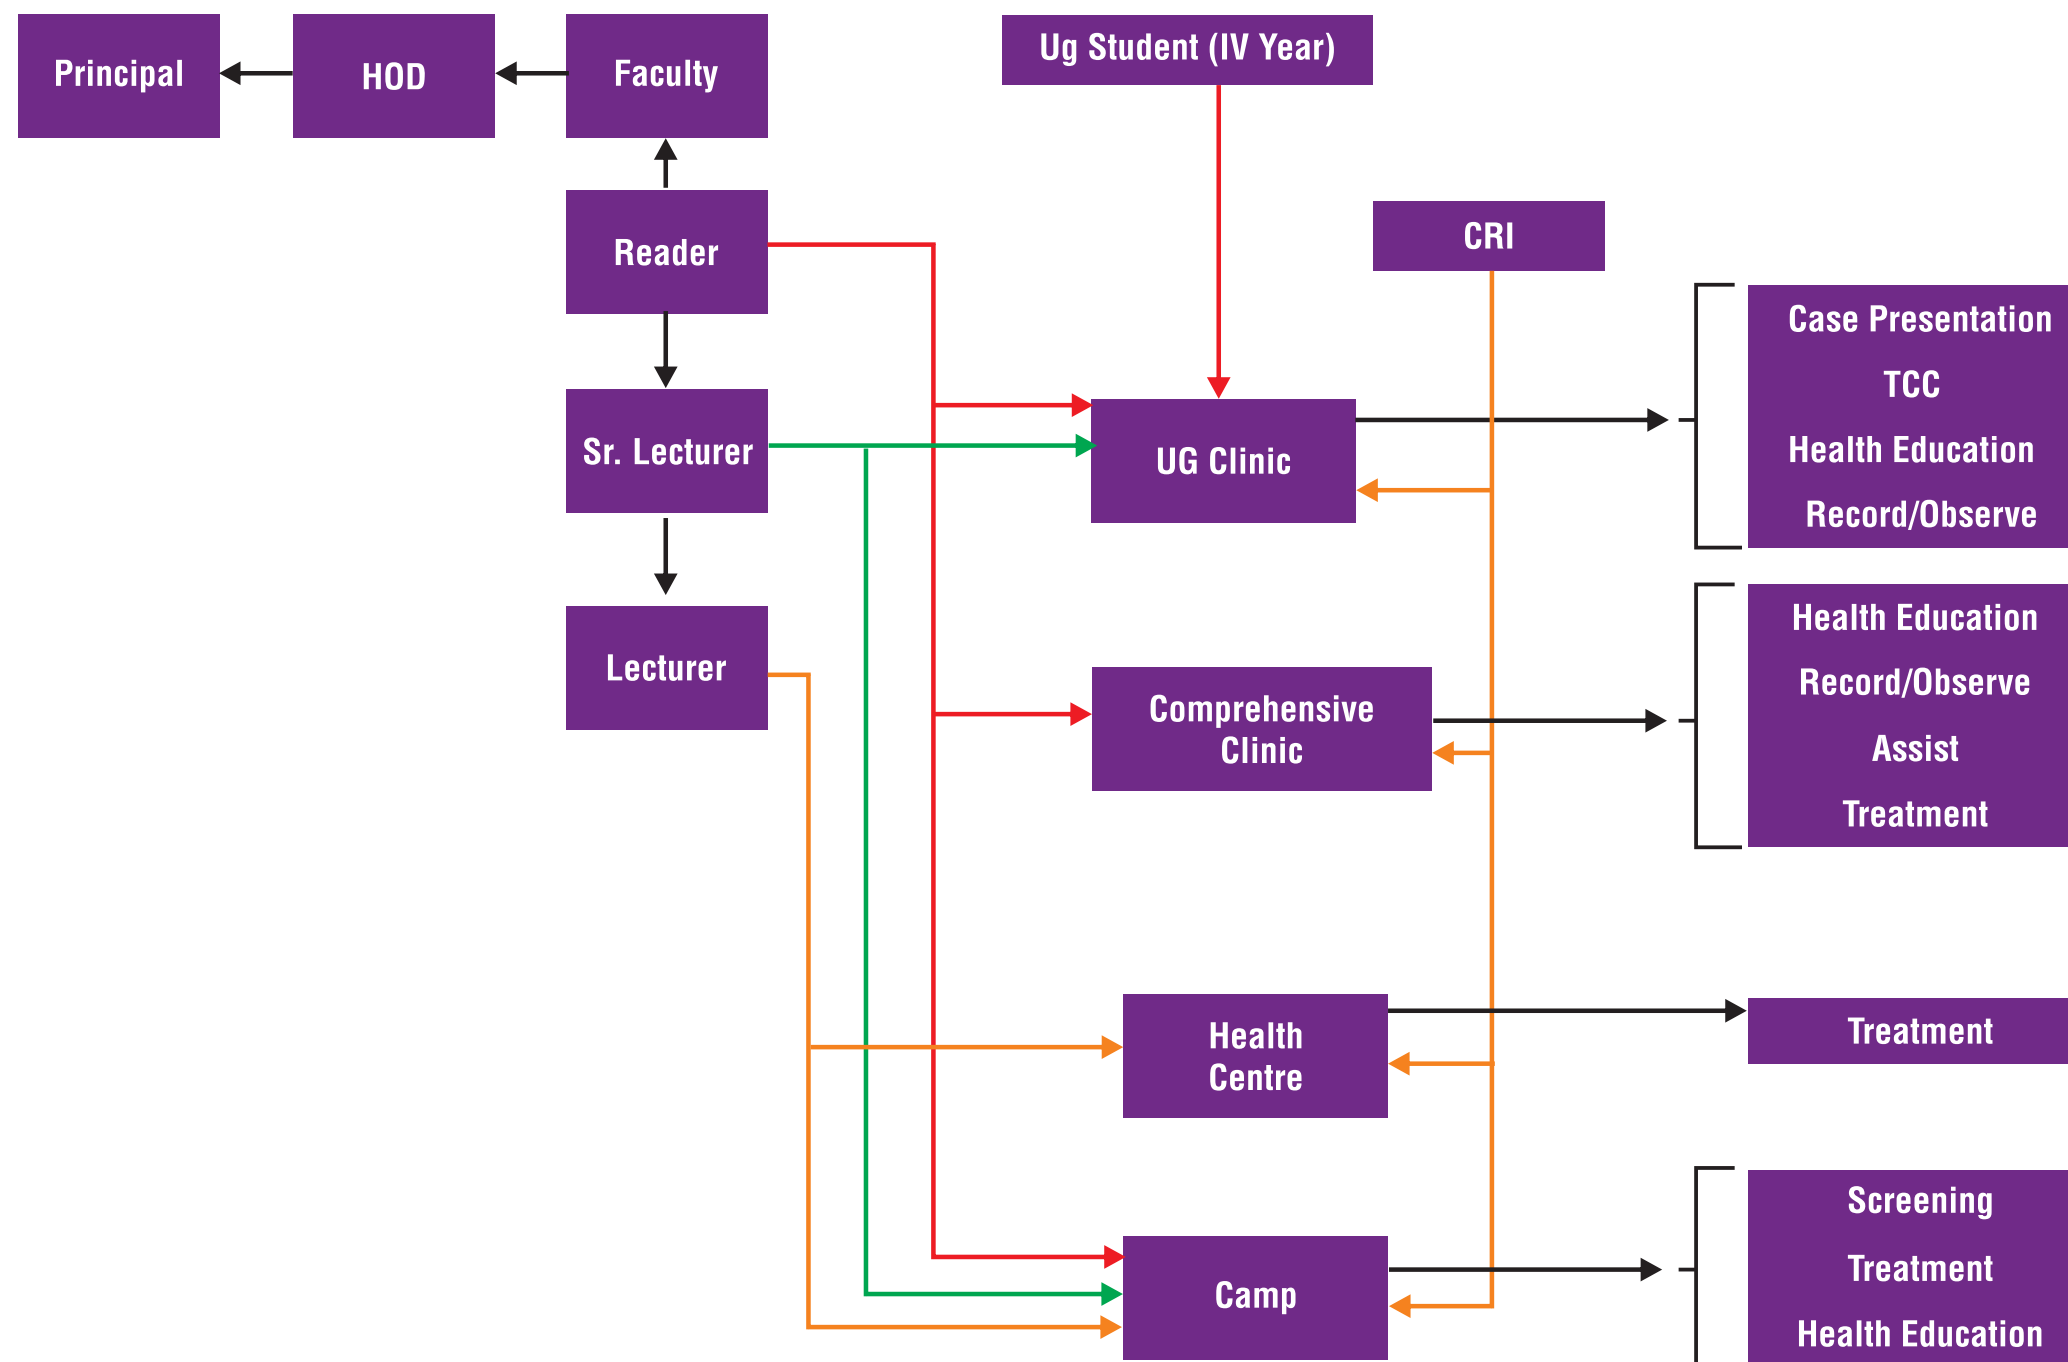 Principal
HOD
Faculty
Ug Student (IV Year)
Reader
CRI
Sr. Lecturer
UG Clinic
Case Presentation
TCC
Health Education
Record/Observe
Lecturer
Comprehensive
Clinic
Health Education
Record/Observe
Assist
Treatment
Health
Centre
Treatment
Camp
Screening
Treatment
Health Education